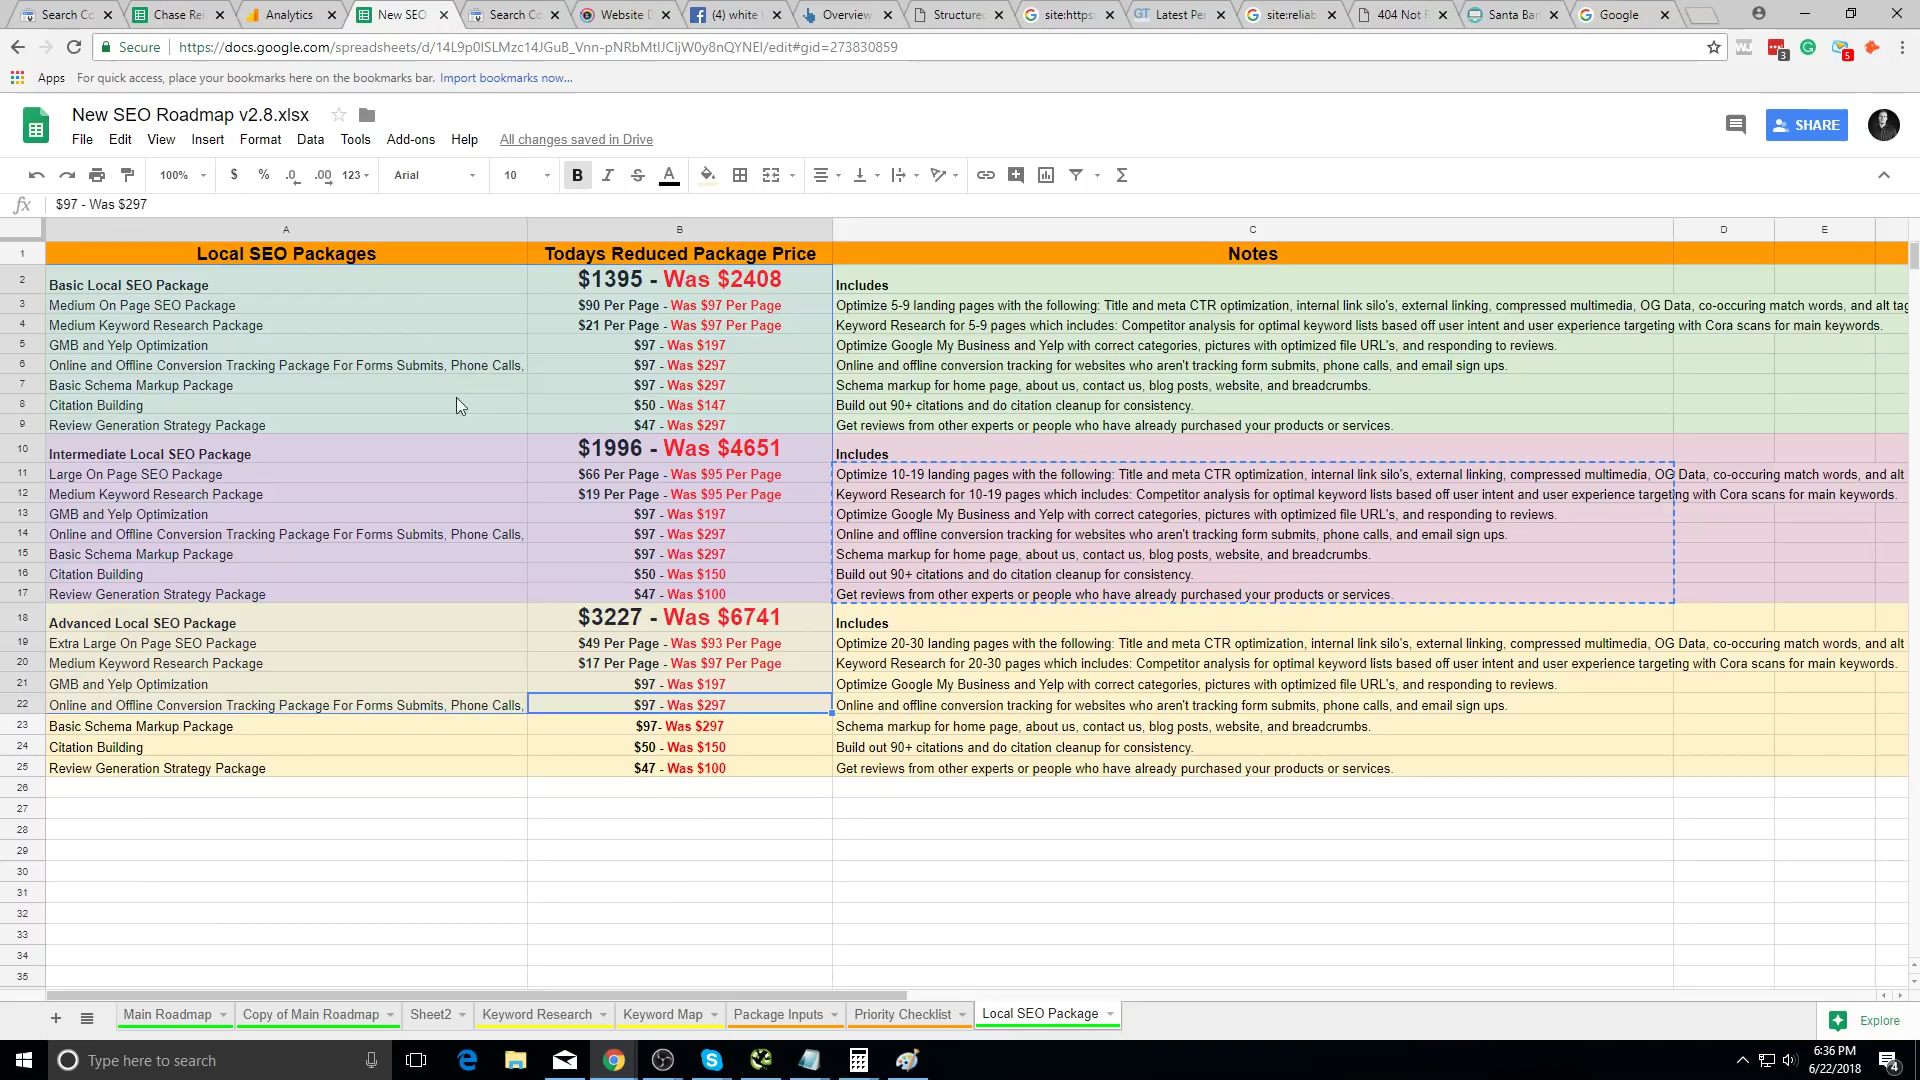 Search Co
Chase Re
Analytics
New SEO
Search Co
Website D
(4) white
Overview
Structure
site:https:
Latest Per
site:reliab
404 Not F
Santa Bar
Google
Secure
https://docs.google.com/spreadsheets/d/14L9p0ISLMzc14JGuB_Vnn-pNRbMtlJCljW0y8nQYNEI/edit#gid=273830859
3
5
Apps For quick access, place your bookmarks here on the bookmarks bar. Import bookmarks now...
New SEO Roadmap v2.8.xlsx
SHARE
File Edit View Insert Format Data Tools Add-ons Help All changes saved in Drive
100% $ % .0 .00 123 Arial 10 B I S A Σ
fx $97 - Was $297
A B C D E
1 Local SEO Packages Todays Reduced Package Price Notes
2 Basic Local SEO Package $1395 - Was $2408 Includes
3 Medium On Page SEO Package $90 Per Page - Was $97 Per Page Optimize 5-9 landing pages with the following: Title and meta CTR optimization, internal link silo's, external linking, compressed multimedia, OG Data, co-occuring match words, and alt tag
4 Medium Keyword Research Package $21 Per Page - Was $97 Per Page Keyword Research for 5-9 pages which includes: Competitor analysis for optimal keyword lists based off user intent and user experience targeting with Cora scans for main keywords.
5 GMB and Yelp Optimization $97 - Was $197 Optimize Google My Business and Yelp with correct categories, pictures with optimized file URL's, and responding to reviews.
6 Online and Offline Conversion Tracking Package For Forms Submits, Phone Calls, $97 - Was $297 Online and offline conversion tracking for websites who aren't tracking form submits, phone calls, and email sign ups.
7 Basic Schema Markup Package $97 - Was $297 Schema markup for home page, about us, contact us, blog posts, website, and breadcrumbs.
8 Citation Building $50 - Was $147 Build out 90+ citations and do citation cleanup for consistency.
9 Review Generation Strategy Package $47 - Was $297 Get reviews from other experts or people who have already purchased your products or services.
10 Intermediate Local SEO Package $1996 - Was $4651 Includes
11 Large On Page SEO Package $66 Per Page - Was $95 Per Page Optimize 10-19 landing pages with the following: Title and meta CTR optimization, internal link silo's, external linking, compressed multimedia, OG Data, co-occuring match words, and alt
12 Medium Keyword Research Package $19 Per Page - Was $95 Per Page Keyword Research for 10-19 pages which includes: Competitor analysis for optimal keyword lists based off user intent and user experience targeting with Cora scans for main keywords.
13 GMB and Yelp Optimization $97 - Was $197 Optimize Google My Business and Yelp with correct categories, pictures with optimized file URL's, and responding to reviews.
14 Online and Offline Conversion Tracking Package For Forms Submits, Phone Calls, $97 - Was $297 Online and offline conversion tracking for websites who aren't tracking form submits, phone calls, and email sign ups.
15 Basic Schema Markup Package $97 - Was $297 Schema markup for home page, about us, contact us, blog posts, website, and breadcrumbs.
16 Citation Building $50 - Was $150 Build out 90+ citations and do citation cleanup for consistency.
17 Review Generation Strategy Package $47 - Was $100 Get reviews from other experts or people who have already purchased your products or services.
18 Advanced Local SEO Package $3227 - Was $6741 Includes
19 Extra Large On Page SEO Package $49 Per Page - Was $93 Per Page Optimize 20-30 landing pages with the following: Title and meta CTR optimization, internal link silo's, external linking, compressed multimedia, OG Data, co-occuring match words, and alt
20 Medium Keyword Research Package $17 Per Page - Was $97 Per Page Keyword Research for 20-30 pages which includes: Competitor analysis for optimal keyword lists based off user intent and user experience targeting with Cora scans for main keywords.
21 GMB and Yelp Optimization $97 - Was $197 Optimize Google My Business and Yelp with correct categories, pictures with optimized file URL's, and responding to reviews.
22 Online and Offline Conversion Tracking Package For Forms Submits, Phone Calls, $97 - Was $297 Online and offline conversion tracking for websites who aren't tracking form submits, phone calls, and email sign ups.
23 Basic Schema Markup Package $97- Was $297 Schema markup for home page, about us, contact us, blog posts, website, and breadcrumbs.
24 Citation Building $50 - Was $150 Build out 90+ citations and do citation cleanup for consistency.
25 Review Generation Strategy Package $47 - Was $100 Get reviews from other experts or people who have already purchased your products or services.
26
27
28
29
30
31
32
33
34
35
Main Roadmap Copy of Main Roadmap Sheet2 Keyword Research Keyword Map Package Inputs Priority Checklist Local SEO Package Explore
Type here to search
6:36 PM
6/22/2018
4